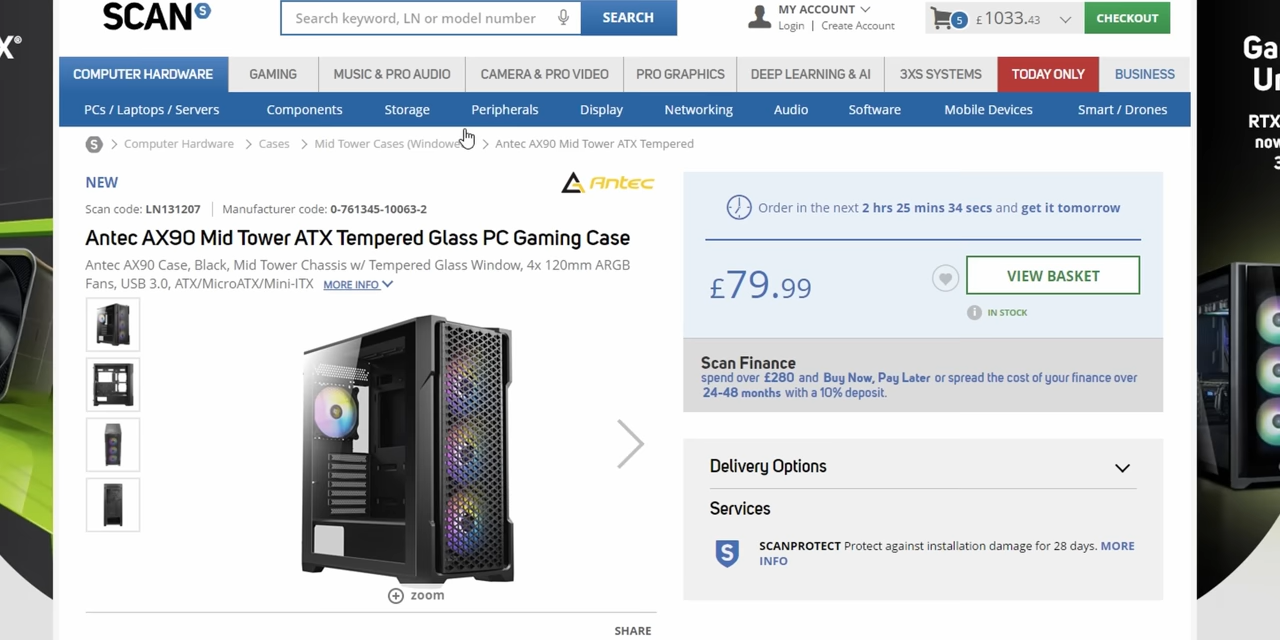 SCAN S
Search keyword, LN or model number
SEARCH
MY ACCOUNT
Login | Create Account
5 £1033.43
CHECKOUT
X®
Ga
Un
RTX
now
3
COMPUTER HARDWARE
GAMING
MUSIC & PRO AUDIO
CAMERA & PRO VIDEO
PRO GRAPHICS
DEEP LEARNING & AI
3XS SYSTEMS
TODAY ONLY
BUSINESS
PCs / Laptops / Servers
Components
Storage
Peripherals
Display
Networking
Audio
Software
Mobile Devices
Smart / Drones
S > Computer Hardware > Cases > Mid Tower Cases (Windowe > Antec AX90 Mid Tower ATX Tempered
NEW
Antec
Scan code: LN131207 | Manufacturer code: 0-761345-10063-2
Antec AX90 Mid Tower ATX Tempered Glass PC Gaming Case
Antec AX90 Case, Black, Mid Tower Chassis w/ Tempered Glass Window, 4x 120mm ARGB
Fans, USB 3.0, ATX/MicroATX/Mini-ITX MORE INFO
zoom
SHARE
Order in the next 2 hrs 25 mins 34 secs and get it tomorrow
£79.99
VIEW BASKET
IN STOCK
Scan Finance
spend over £280 and Buy Now, Pay Later or spread the cost of your finance over
24-48 months with a 10% deposit.
Delivery Options
Services
S SCANPROTECT Protect against installation damage for 28 days. MORE
INFO